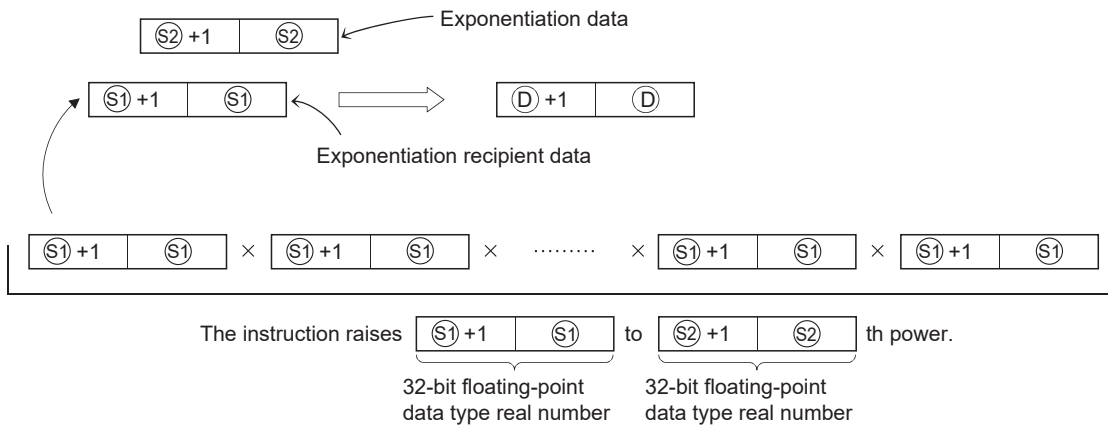 Exponentiation data
S2 +1 S2
S1 +1 S1 D +1 D
Exponentiation recipient data
S1 +1 S1 × S1 +1 S1 × ········· × S1 +1 S1 × S1 +1 S1
The instruction raises S1 +1 S1 to S2 +1 S2 th power.
32-bit floating-point 32-bit floating-point
data type real number data type real number